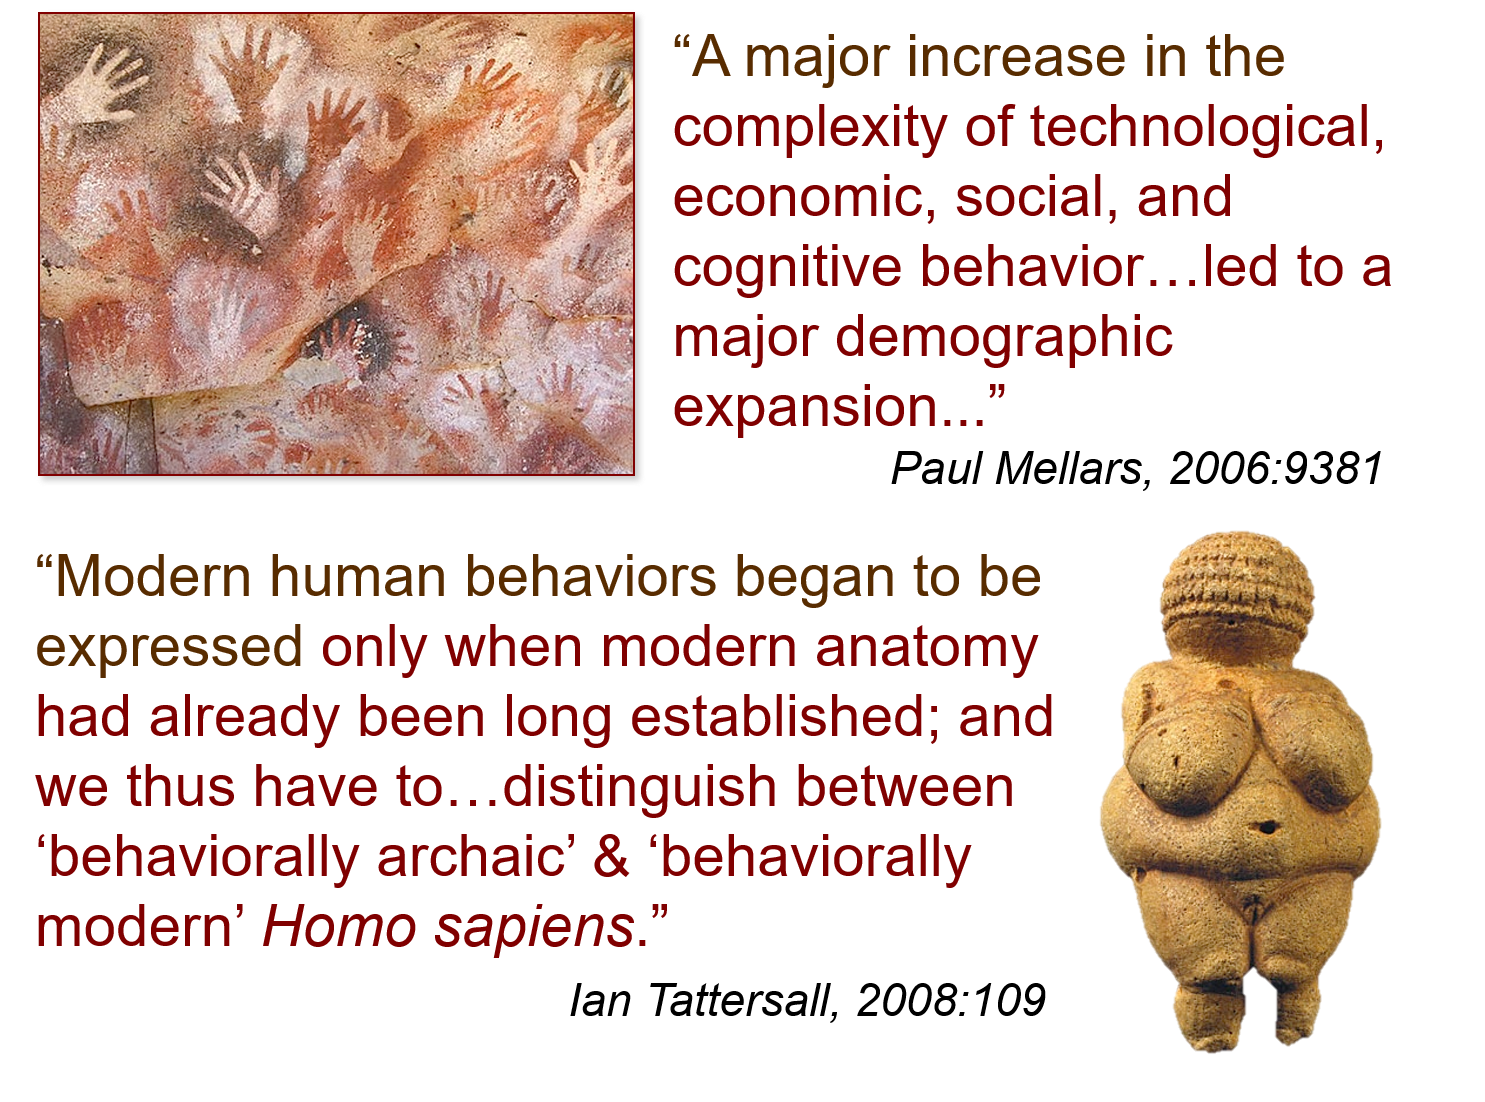 “A major increase in the
complexity of technological,
economic, social, and
cognitive behavior…led to a
major demographic
expansion...”
Paul Mellars, 2006:9381
“Modern human behaviors began to be
expressed only when modern anatomy
had already been long established; and
we thus have to…distinguish between
‘behaviorally archaic’ & ‘behaviorally
modern’ Homo sapiens.”
Ian Tattersall, 2008:109